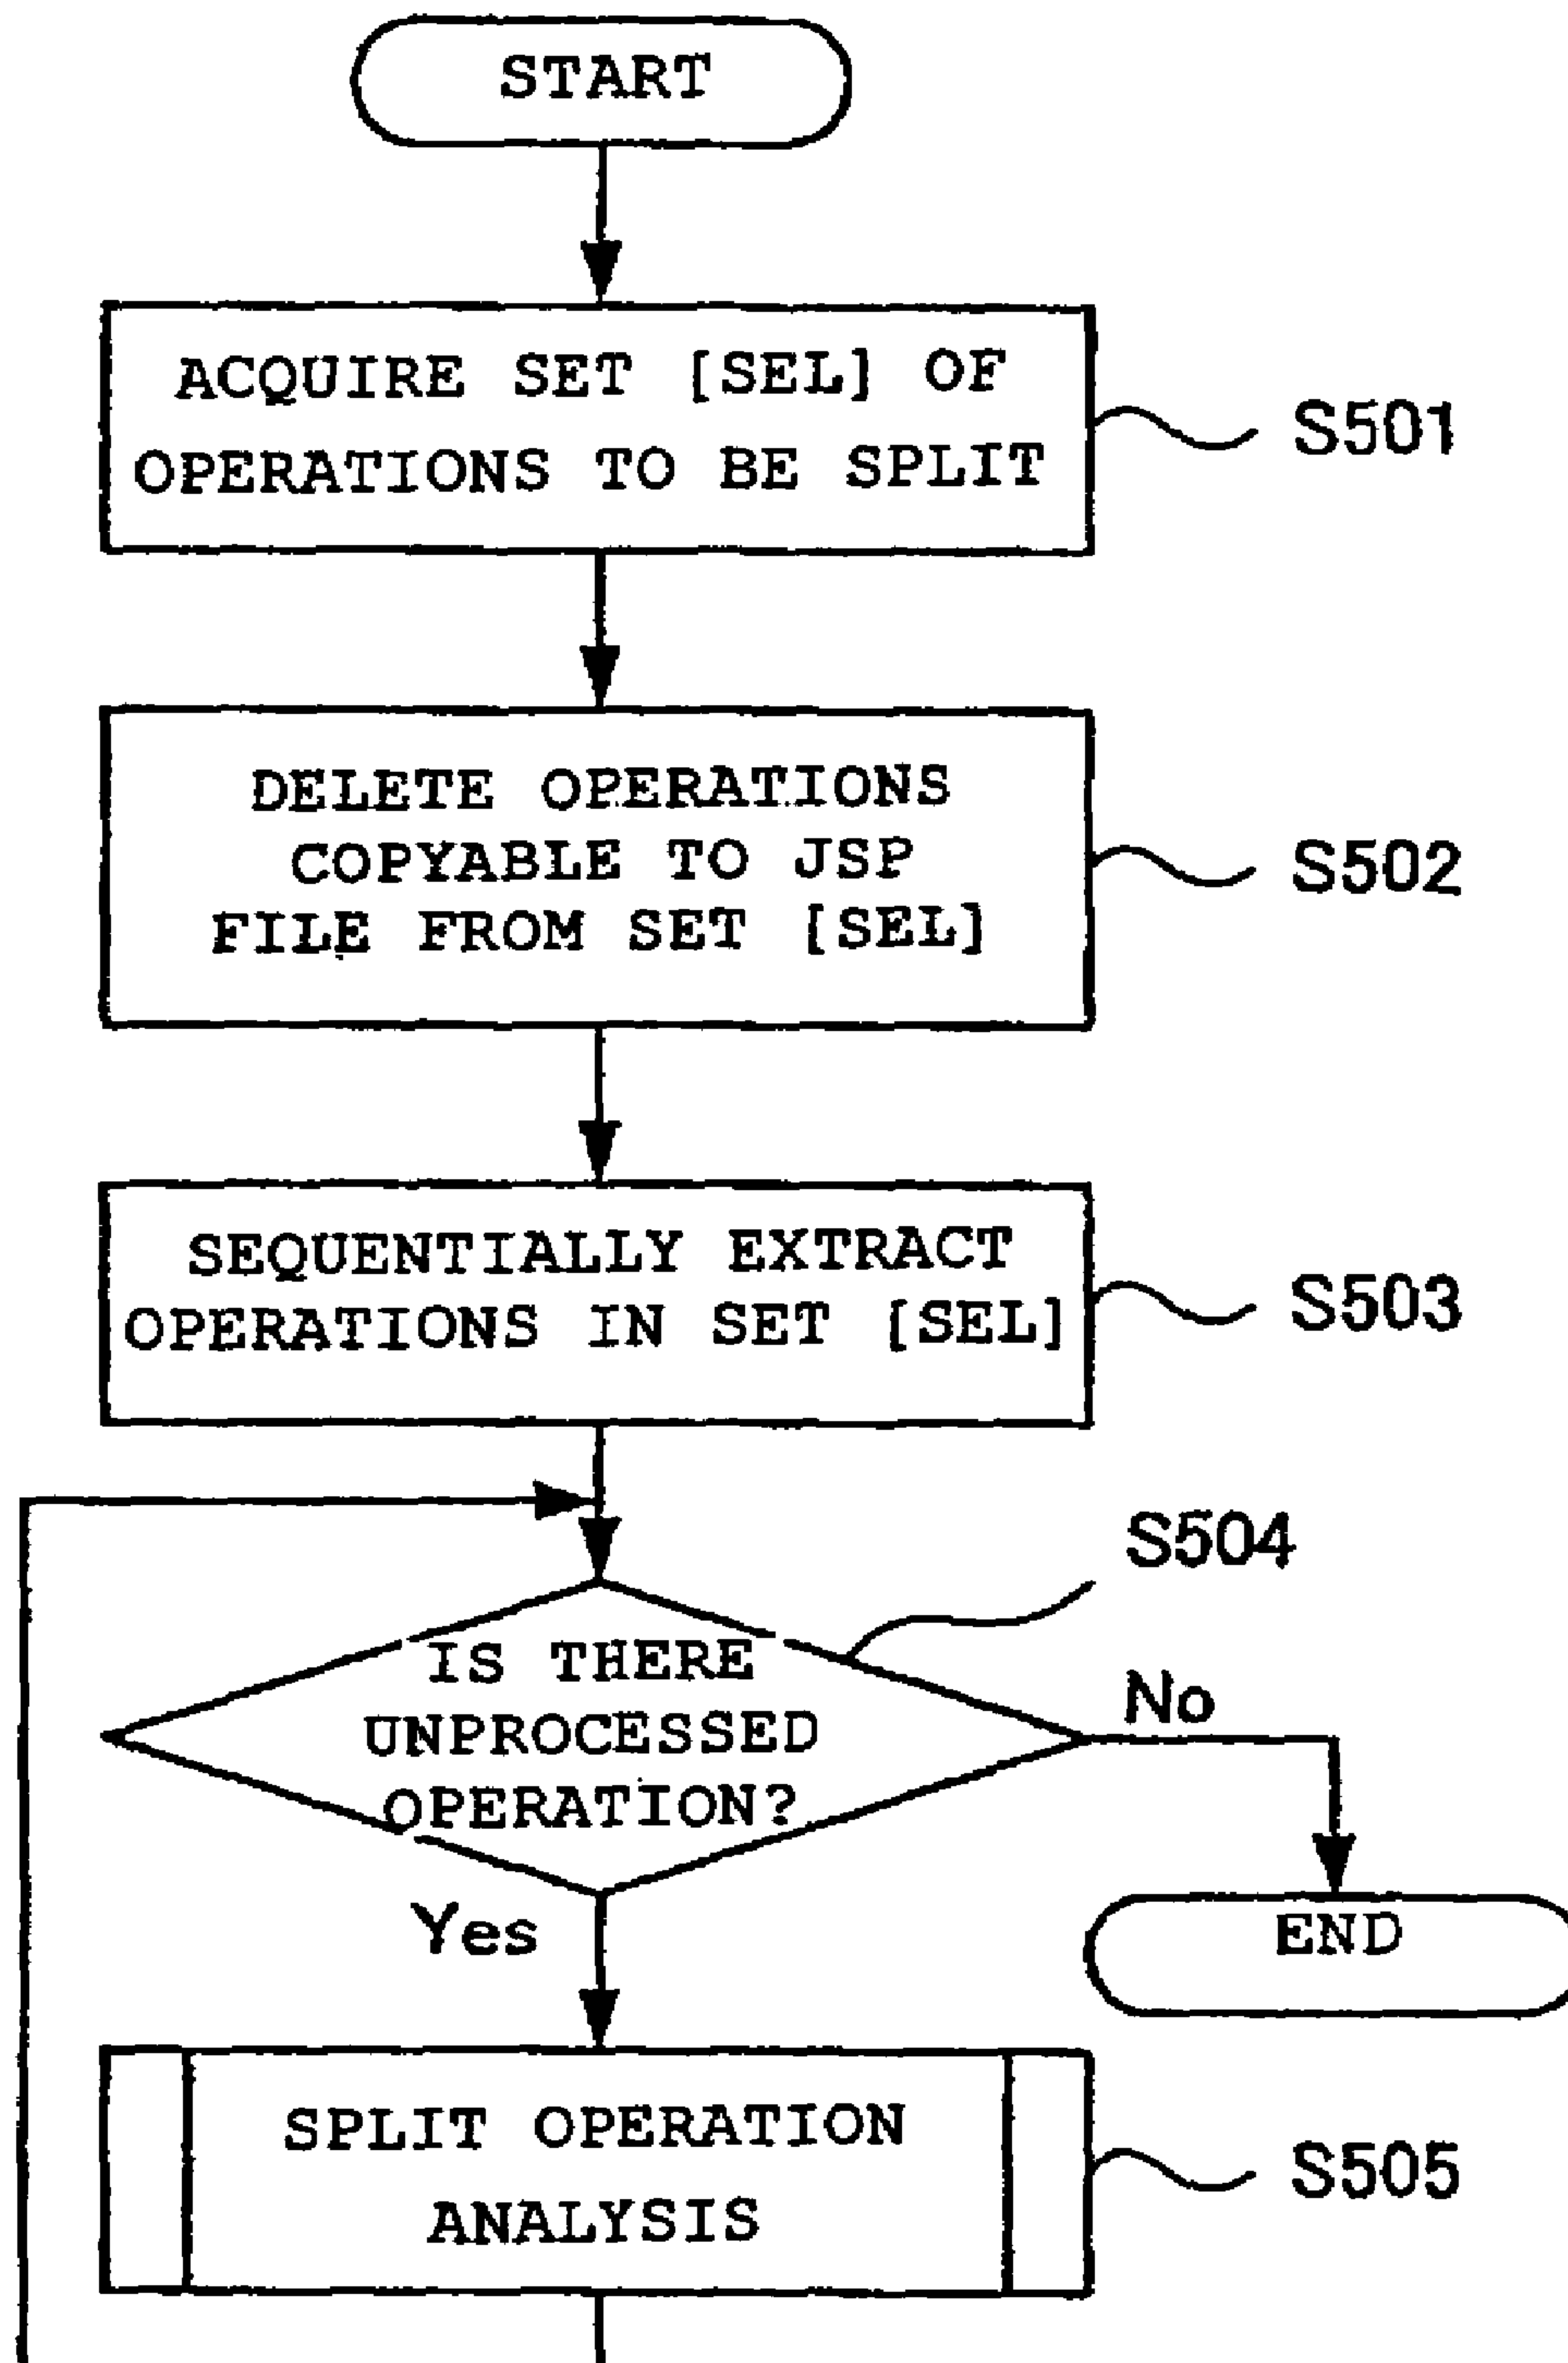 START
ACQUIRE SET [SEL] OF
OPERATIONS TO BE SPLIT
S501
DELETE OPERATIONS
COPYABLE TO JSP
FILE FROM SET [SEL]
S502
SEQUENTIALLY EXTRACT
OPERATIONS IN SET [SEL]
S503
S504
IS THERE
UNPROCESSED
OPERATION?
No
Yes
END
SPLIT OPERATION
ANALYSIS
S505